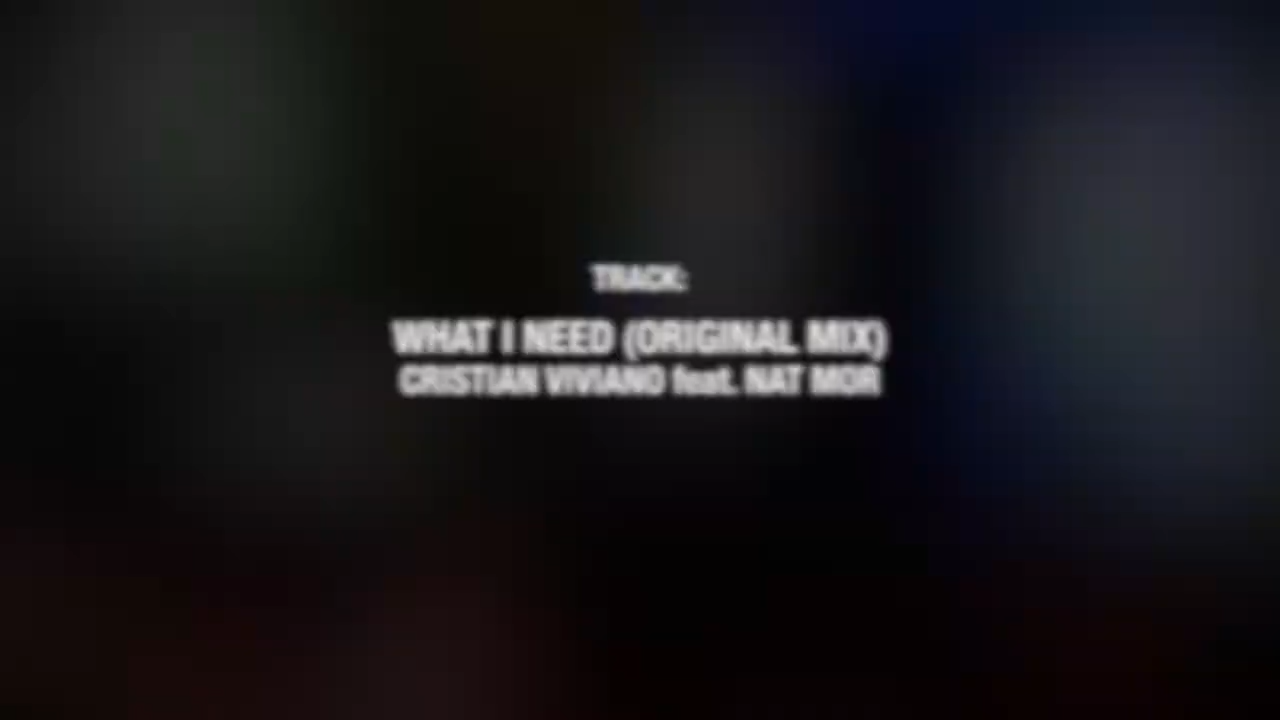 TRACK:
WHAT I NEED (ORIGINAL MIX)
CRISTIAN VIVIANO feat. NAT MOR